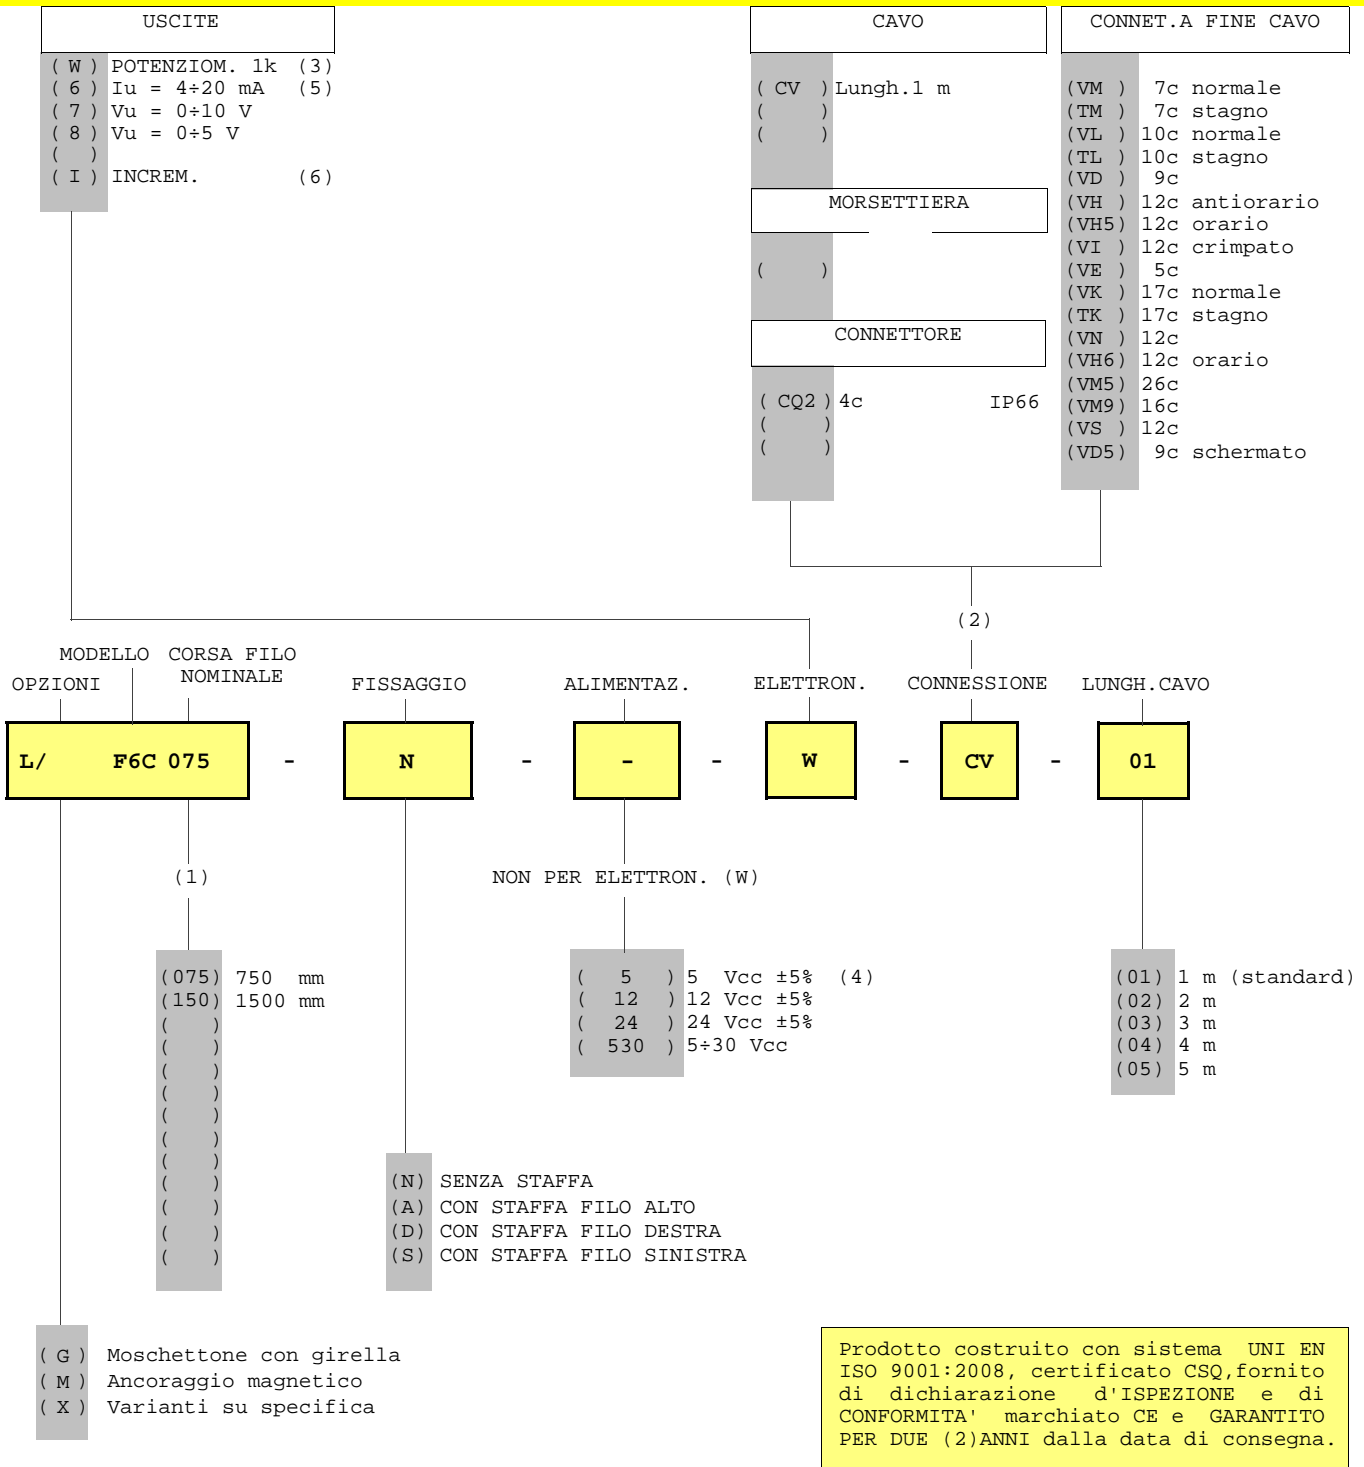 USCITE
( W ) POTENZIOM. 1k (3)
( 6 ) Iu = 4÷20 mA (5)
( 7 ) Vu = 0÷10 V
( 8 ) Vu = 0÷5 V
( )
( I ) INCREM. (6)
CAVO
( CV ) Lungh.1 m
( )
( )
MORSETTIERA
( )
CONNETTORE
( CQ2 ) 4c IP66
( )
( )
CONNET.A FINE CAVO
(VM ) 7c normale
(TM ) 7c stagno
(VL ) 10c normale
(TL ) 10c stagno
(VD ) 9c
(VH ) 12c antiorario
(VH5) 12c orario
(VI ) 12c crimpato
(VE ) 5c
(VK ) 17c normale
(TK ) 17c stagno
(VN ) 12c
(VH6) 12c orario
(VM5) 26c
(VM9) 16c
(VS ) 12c
(VD5) 9c schermato
(2)
MODELLO CORSA FILO
NOMINALE
OPZIONI FISSAGGIO ALIMENTAZ. ELETTRON. CONNESSIONE LUNGH.CAVO
L/ F6C 075 - N - - - W - CV - 01
(1)
NON PER ELETTRON. (W)
(075) 750 mm
(150) 1500 mm
( )
( )
( )
( )
( )
( )
( )
( )
( )
( )
( )
( 5 ) 5 Vcc ±5% (4)
( 12 ) 12 Vcc ±5%
( 24 ) 24 Vcc ±5%
( 530 ) 5÷30 Vcc
(01) 1 m (standard)
(02) 2 m
(03) 3 m
(04) 4 m
(05) 5 m
(N) SENZA STAFFA
(A) CON STAFFA FILO ALTO
(D) CON STAFFA FILO DESTRA
(S) CON STAFFA FILO SINISTRA
( G ) Moschettone con girella
( M ) Ancoraggio magnetico
( X ) Varianti su specifica
Prodotto costruito con sistema UNI EN
ISO 9001:2008, certificato CSQ,fornito
di dichiarazione d'ISPEZIONE e di
CONFORMITA' marchiato CE e GARANTITO
PER DUE (2)ANNI dalla data di consegna.